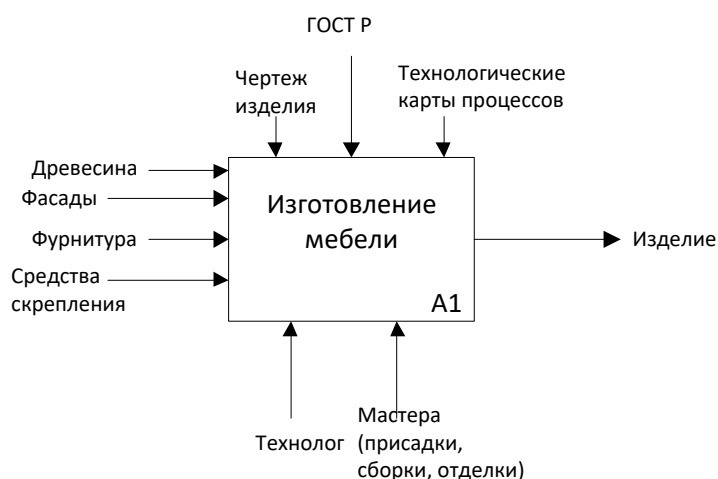 ГОСТ Р
Чертеж
изделия
Технологические
карты процессов
Древесина
Фасады
Фурнитура
Средства
скрепления
Изготовление
мебели
А1
Изделие
Технолог
Мастера
(присадки,
сборки, отделки)